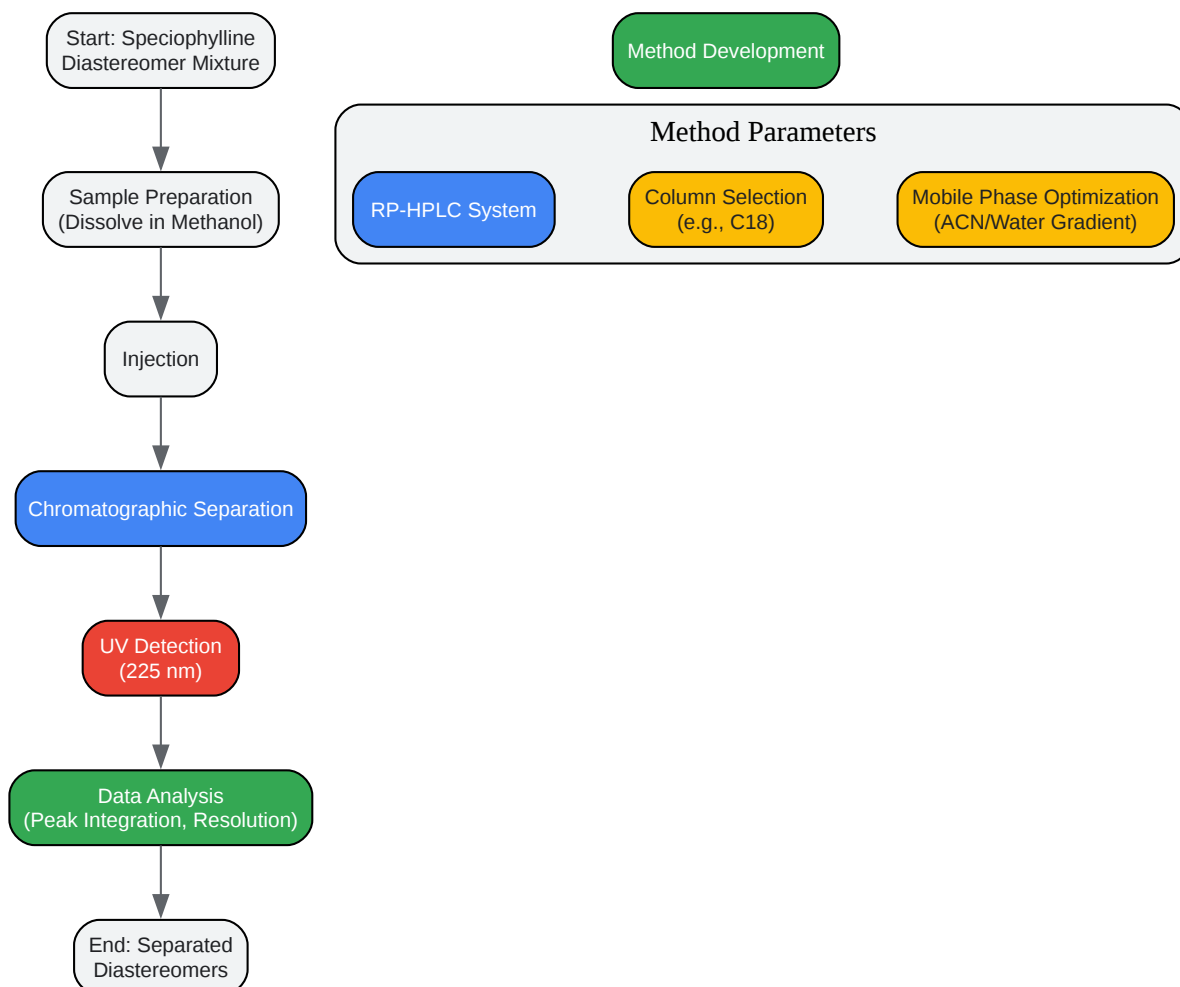 Start: Speciophylline
Diastereomer Mixture
Method Development
Method Parameters
Sample Preparation
(Dissolve in Methanol)
RP-HPLC System
Column Selection
(e.g., C18)
Mobile Phase Optimization
(ACN/Water Gradient)
Injection
Chromatographic Separation
UV Detection
(225 nm)
Data Analysis
(Peak Integration, Resolution)
End: Separated
Diastereomers